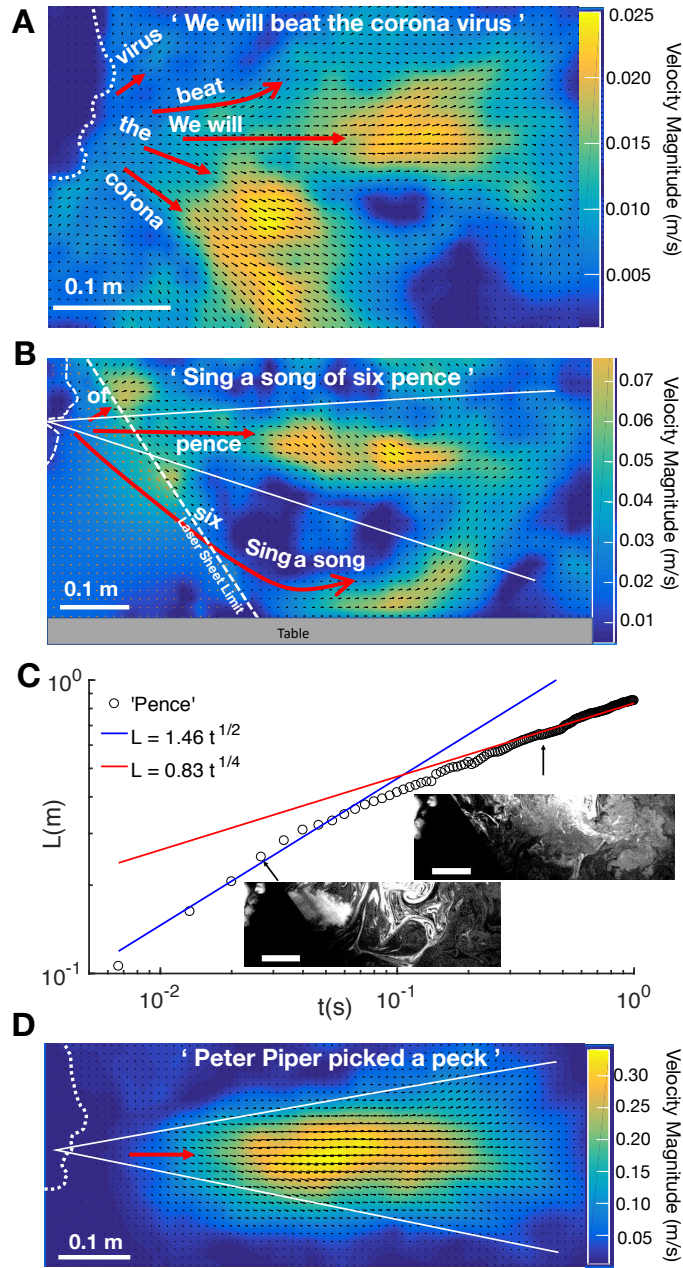 A
‘ We will beat the corona virus ’
virus
beat
We will
the
corona
0.1 m
0.025
0.020
0.015
0.010
0.005
Velocity Magnitude (m/s)
B
‘ Sing a song of six pence ’
of
pence
six
Sing a song
Laser Sheet Limit
0.1 m
Table
0.07
0.06
0.05
0.04
0.03
0.02
0.01
Velocity Magnitude (m/s)
C
10⁰
L(m)
10⁻¹
'Pence'
L = 1.46 t^1/2
L = 0.83 t^1/4
10⁻²
10⁻¹
10⁰
t(s)
D
‘ Peter Piper picked a peck ’
0.1 m
0.30
0.25
0.20
0.15
0.10
0.05
Velocity Magnitude (m/s)